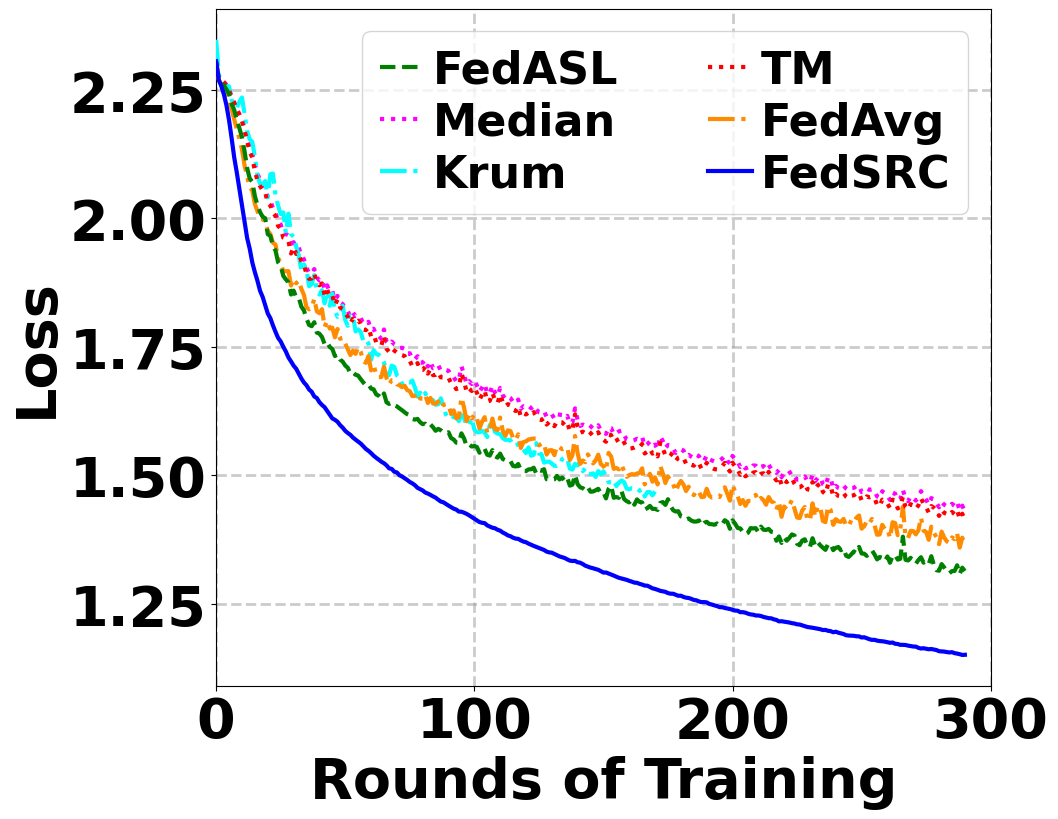 FedASL
Median
Krum
TM
FedAvg
FedSRC
2.25
2.00
1.75
1.50
1.25
Loss
0 100 200 300
Rounds of Training